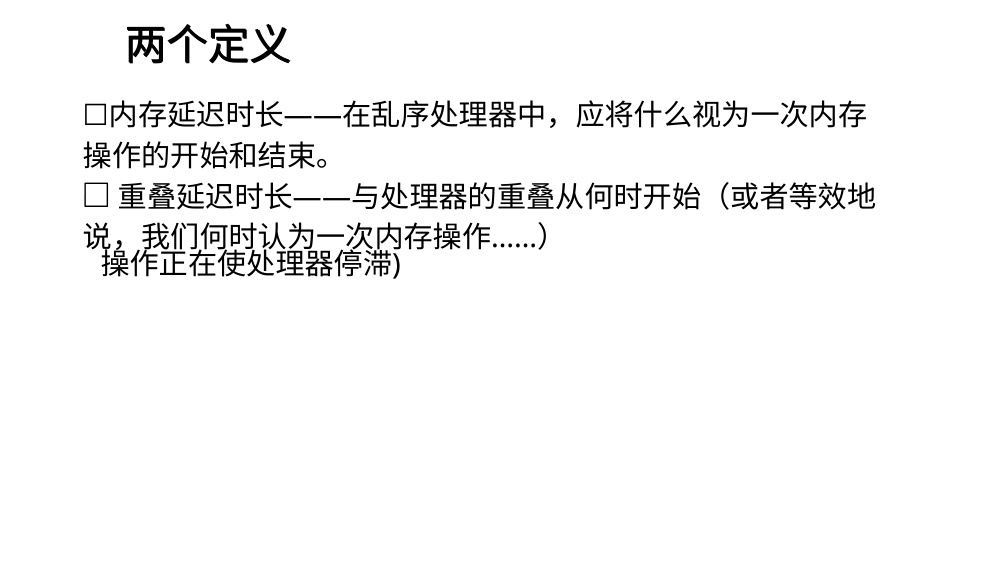 两个定义
□内存延迟时长——在乱序处理器中，应将什么视为一次内存
操作的开始和结束。
□ 重叠延迟时长——与处理器的重叠从何时开始（或者等效地
说，我们何时认为一次内存操作……）
操作正在使处理器停滞)